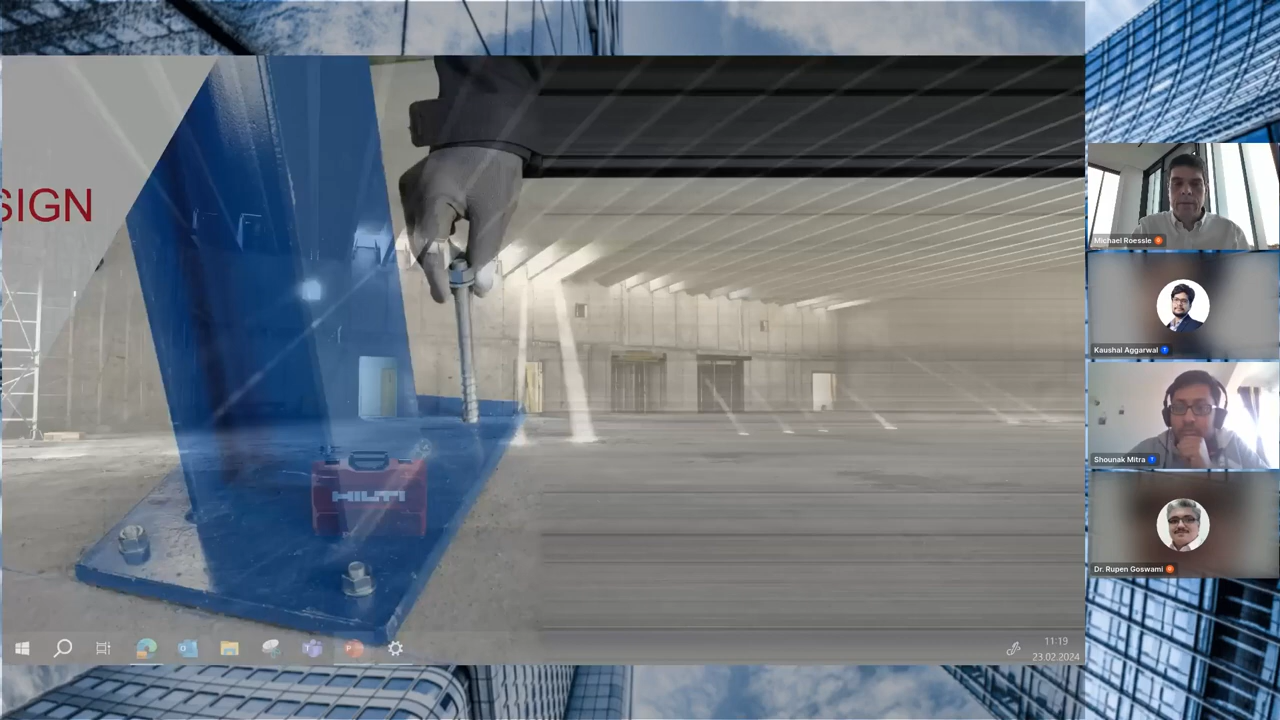 SIGN
HILTI
11:19
23.02.2024
Michael Roessle
Kaushal Aggarwal
Shounak Mitra
Dr. Rupen Goswami